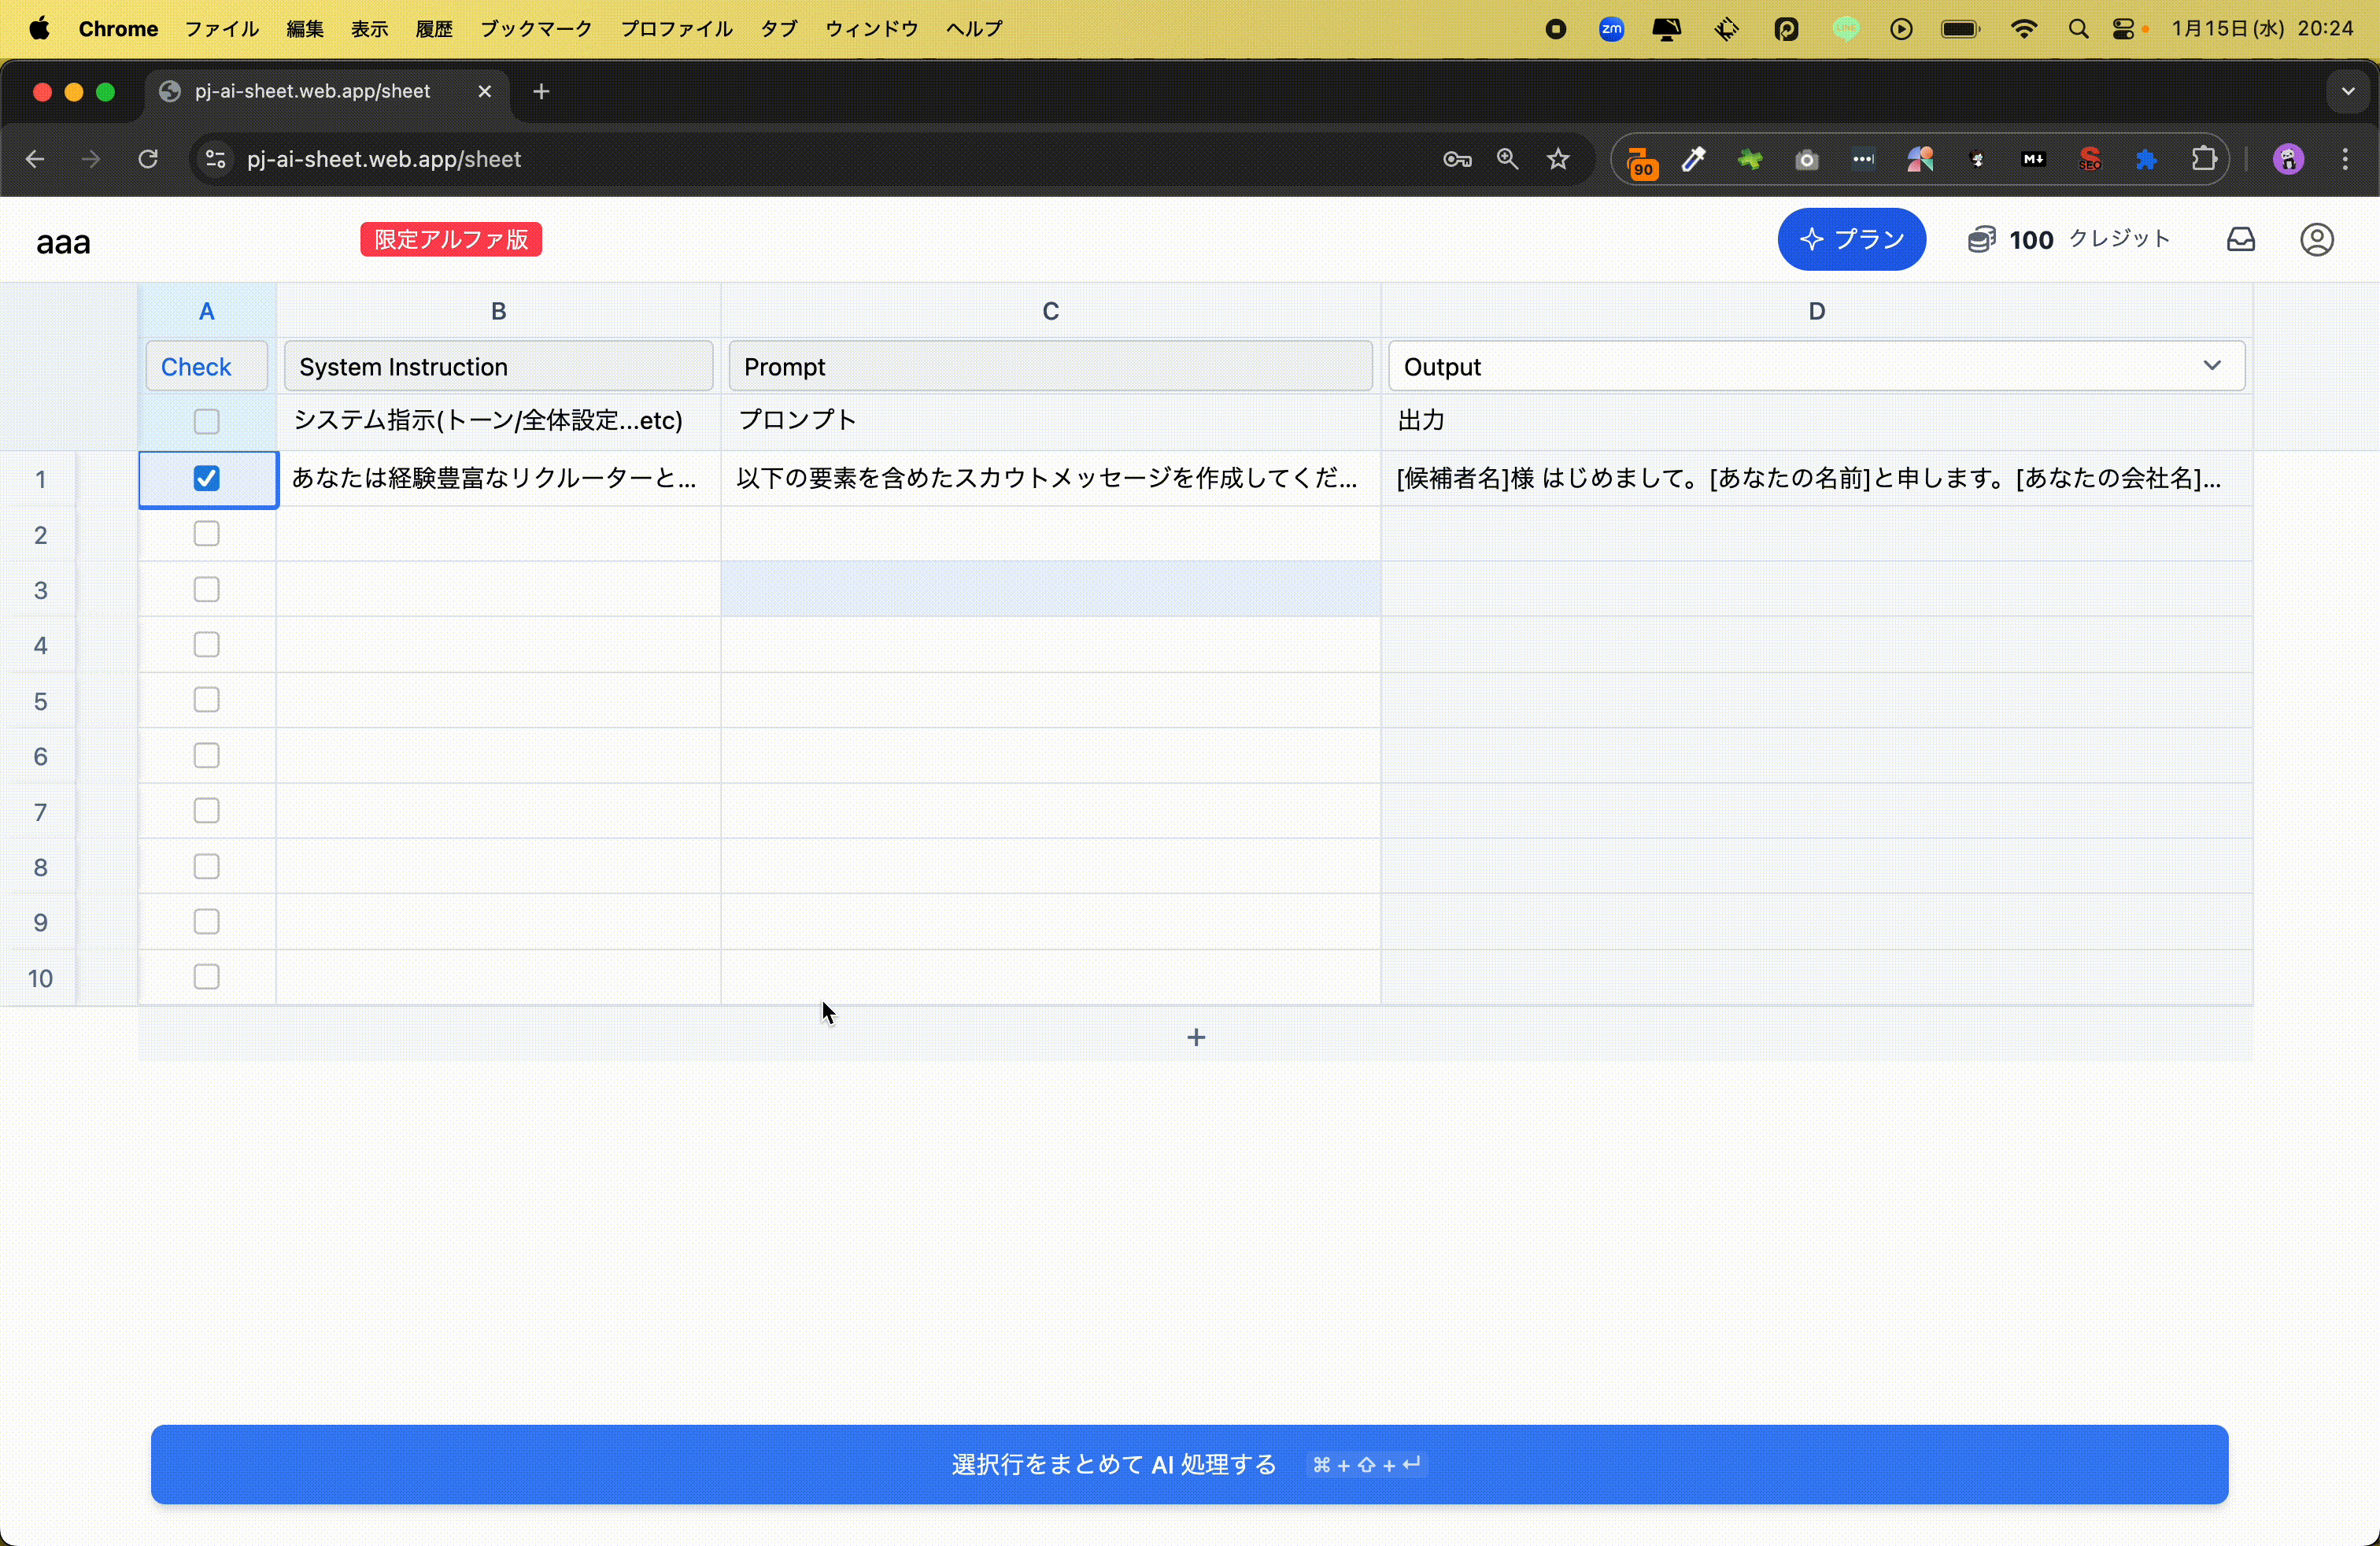 Chrome ファイル 編集 表示 履歴 ブックマーク プロファイル タブ ウィンドウ ヘルプ zm LINE 1月15日(水) 20:24
pj-ai-sheet.web.app/sheet
pj-ai-sheet.web.app/sheet 90 M SEO
aaa 限定アルファ版 プラン 100 クレジット
A B C D
Check System Instruction Prompt Output
システム指示(トーン/全体設定...etc) プロンプト 出力
1 あなたは経験豊富なリクルーターと... 以下の要素を含めたスカウトメッセージを作成してくだ... [候補者名]様 はじめまして。[あなたの名前]と申します。[あなたの会社名]...
2
3
4
5
6
7
8
9
10
+
選択行をまとめて AI 処理する ⌘ + ⇧ + ↵